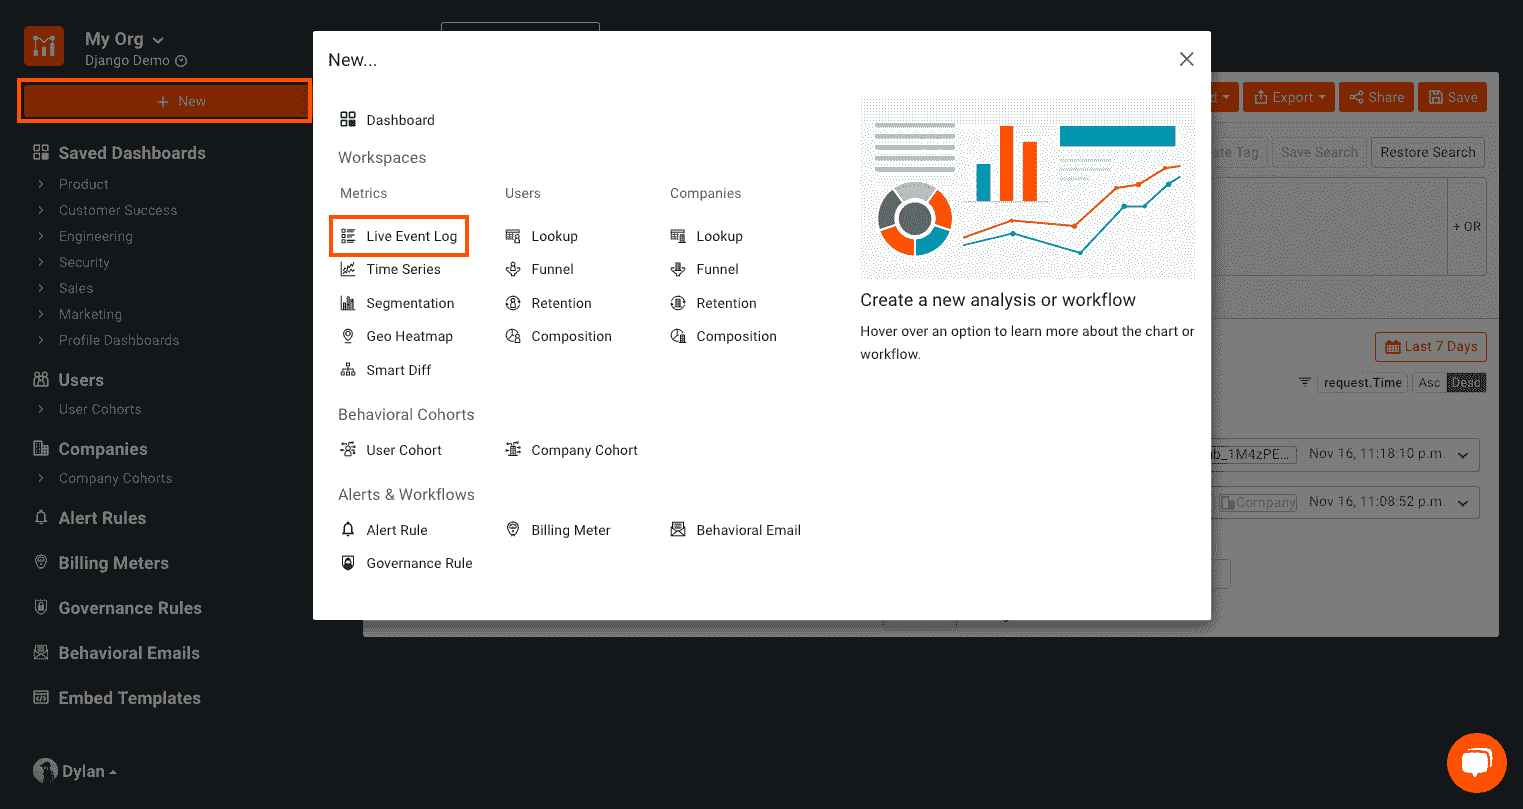 My Org
Django Demo
+ New
Saved Dashboards
Product
Customer Success
Engineering
Security
Sales
Marketing
Profile Dashboards
Users
User Cohorts
Companies
Company Cohorts
Alert Rules
Billing Meters
Governance Rules
Behavioral Emails
Embed Templates
Dylan
New...
Dashboard
Workspaces
Metrics
Users
Companies
Live Event Log
Lookup
Lookup
Time Series
Funnel
Funnel
Segmentation
Retention
Retention
Geo Heatmap
Composition
Composition
Smart Diff
Behavioral Cohorts
User Cohort
Company Cohort
Alerts & Workflows
Alert Rule
Billing Meter
Behavioral Email
Governance Rule
Create a new analysis or workflow
Hover over an option to learn more about the chart or
workflow.
Export
Share
Save
Tag
Save Search
Restore Search
+ OR
Last 7 Days
request.Time
Asc
Desc
ub_1M4zPE...
Nov 16, 11:18:10 p.m.
Company
Nov 16, 11:08:52 p.m.